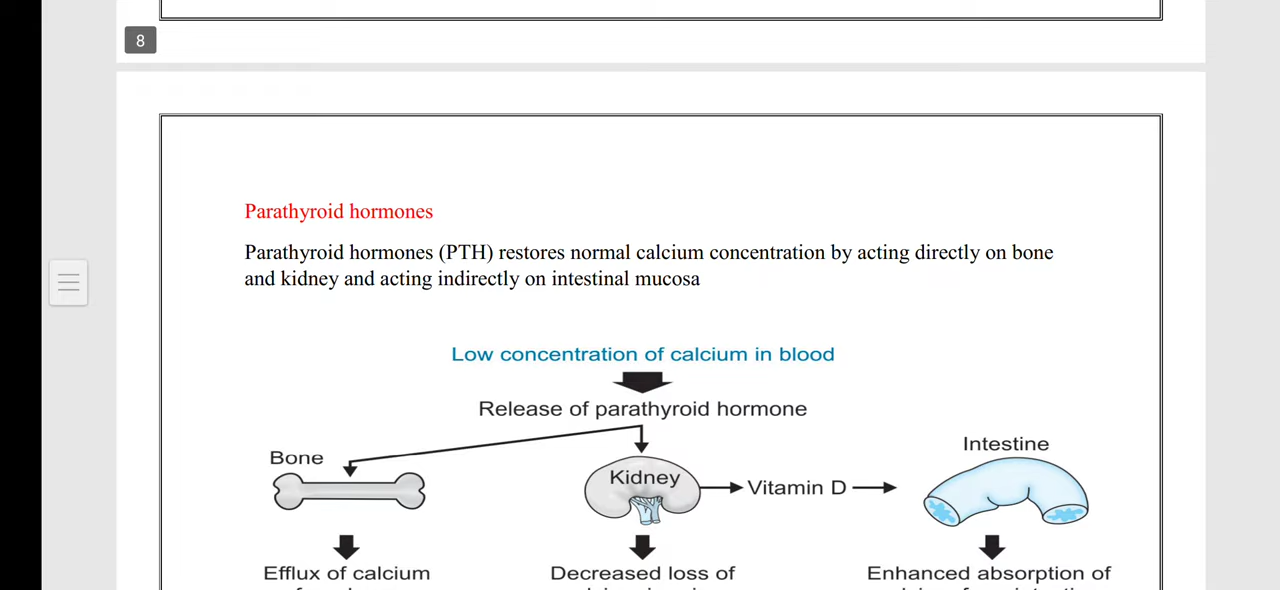 8
Parathyroid hormones
Parathyroid hormones (PTH) restores normal calcium concentration by acting directly on bone
and kidney and acting indirectly on intestinal mucosa
Low concentration of calcium in blood
Release of parathyroid hormone
Intestine
Bone
Kidney
Vitamin D
Efflux of calcium
Decreased loss of
Enhanced absorption of